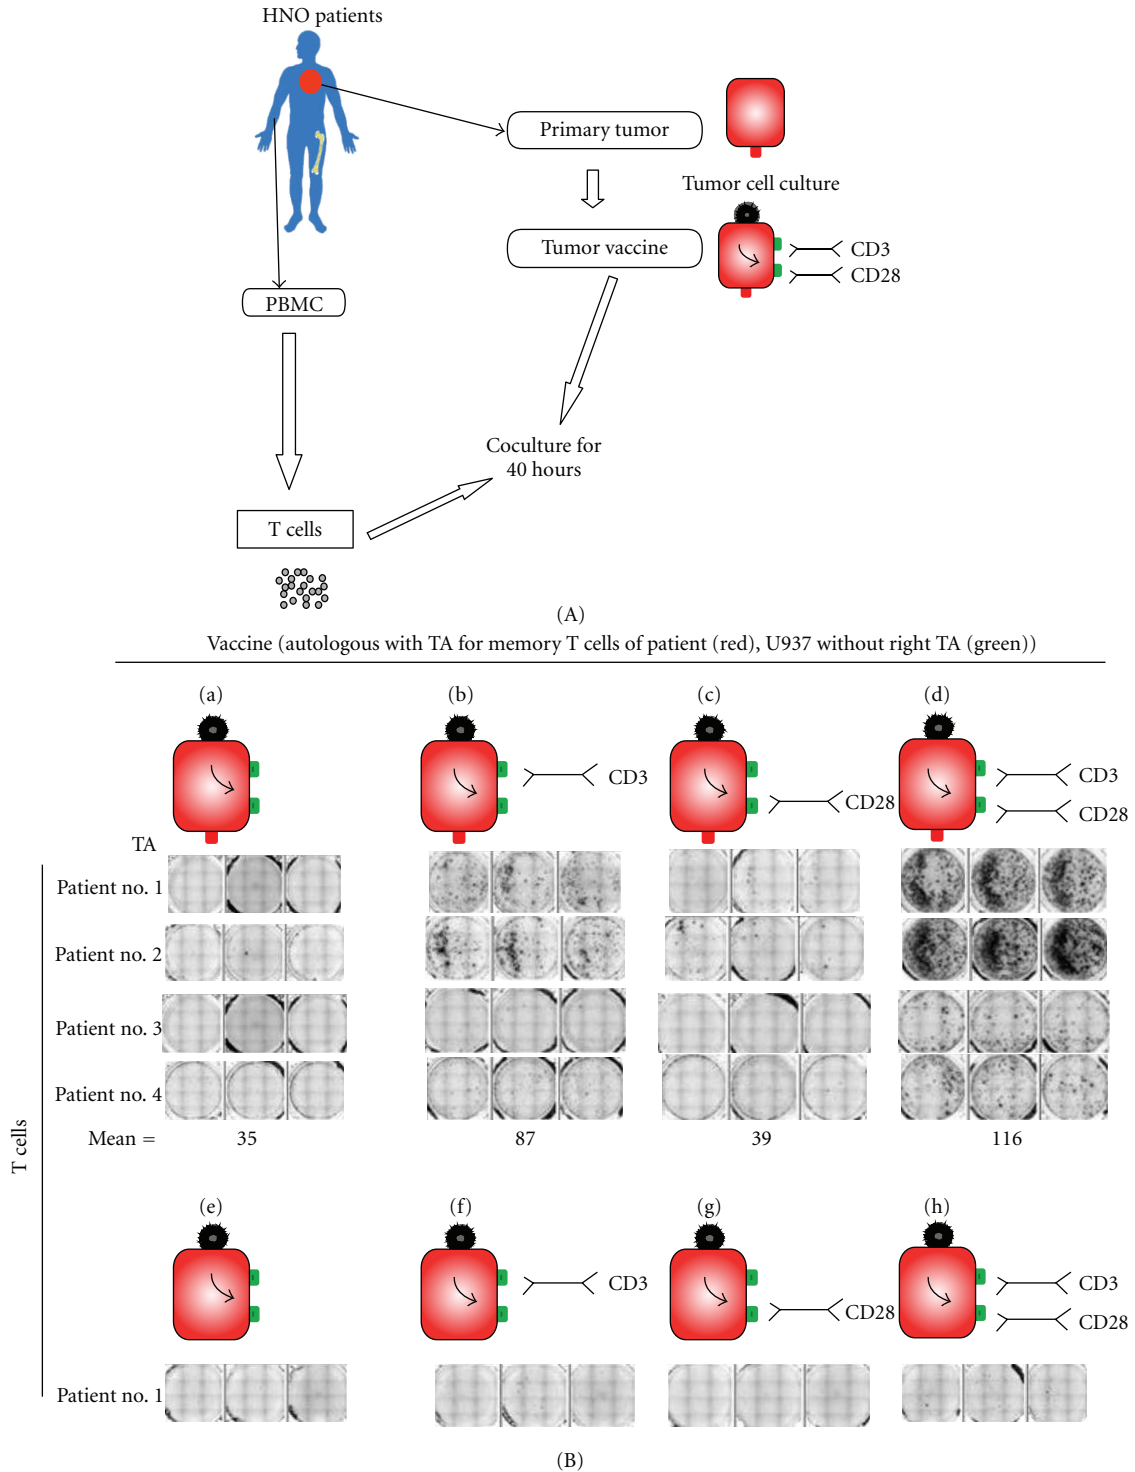 HNO patients
Primary tumor
Tumor cell culture
Tumor vaccine
CD3
CD28
PBMC
Coculture for
40 hours
T cells
(A)
Vaccine (autologous with TA for memory T cells of patient (red), U937 without right TA (green))
(a) (b) (c) (d)
CD3
CD28
CD3
CD28
TA
Patient no. 1
Patient no. 2
Patient no. 3
Patient no. 4
Mean = 35 87 39 116
T cells
(e) (f) (g) (h)
CD3
CD28
CD3
CD28
Patient no. 1
(B)